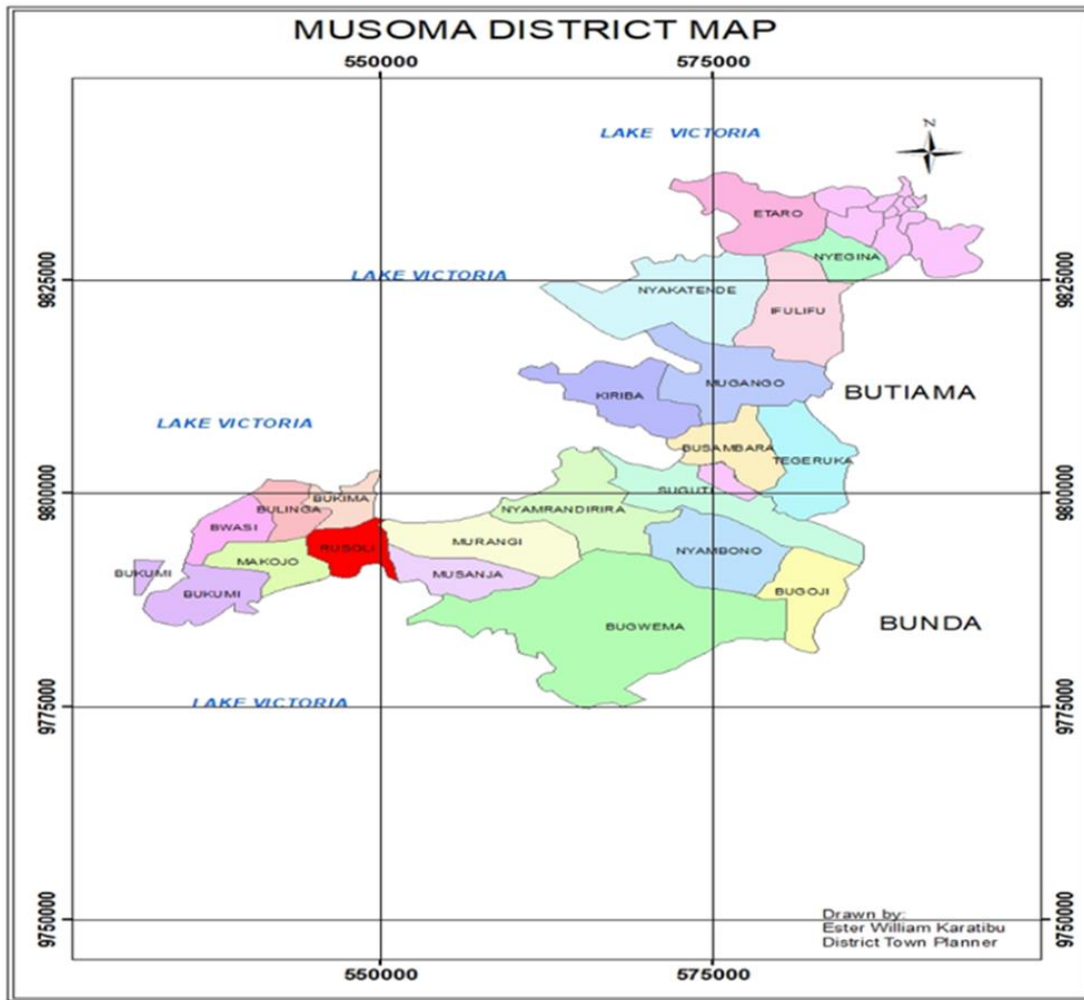 MUSOMA DISTRICT MAP
550000
575000
LAKE VICTORIA
ETARO
NYEGINA
9825000
LAKE VICTORIA
9825000
NYAKATENDE
IFULIFU
MUGANGO
BUTIAMA
KIRIBA
LAKE VICTORIA
BUSAMBARA
TEGERUKA
9800000
BUKIMA
SUGUTI
9800000
BULINGA
NYAMRANDIRIRA
BWASI
RUSOLI
MURANGI
NYAMBONO
MAKOJO
BUKUMI
MUSANJA
BUKUMI
BUGOJI
BUGWEMA
BUNDA
9775000
LAKE VICTORIA
9775000
9750000
9750000
Drawn by:
Ester William Karatibu
District Town Planner
550000
575000
N